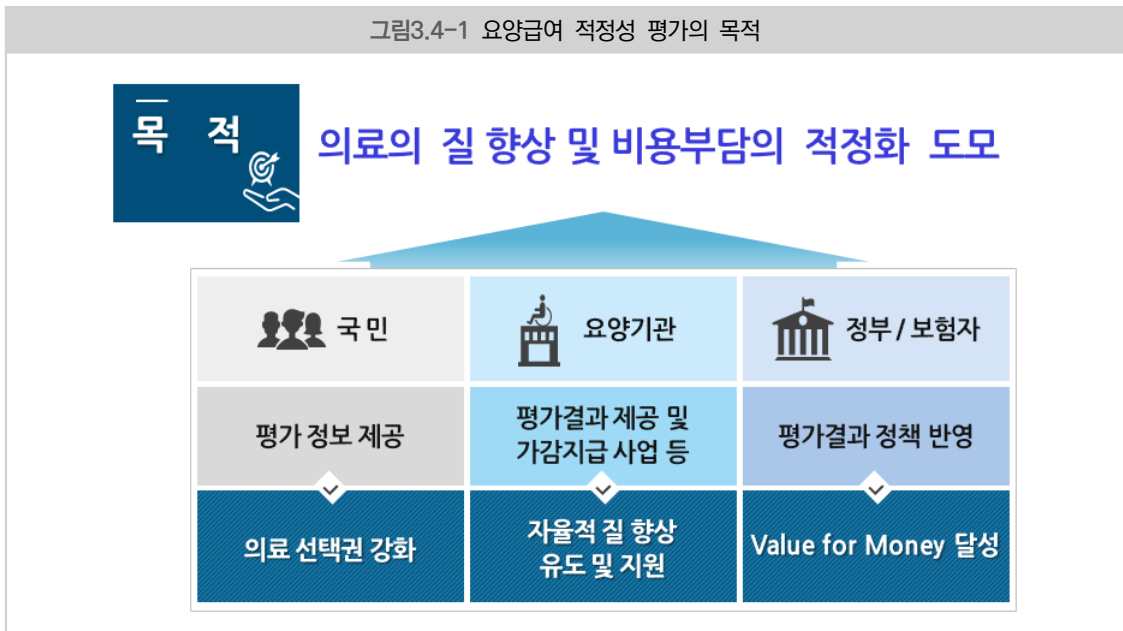 그림3.4-1 요양급여 적정성 평가의 목적
목 적
의료의 질 향상 및 비용부담의 적정화 도모
국민
요양기관
정부 / 보험자
평가 정보 제공
평가결과 제공 및
가감지급 사업 등
평가결과 정책 반영
의료 선택권 강화
자율적 질 향상
유도 및 지원
Value for Money 달성